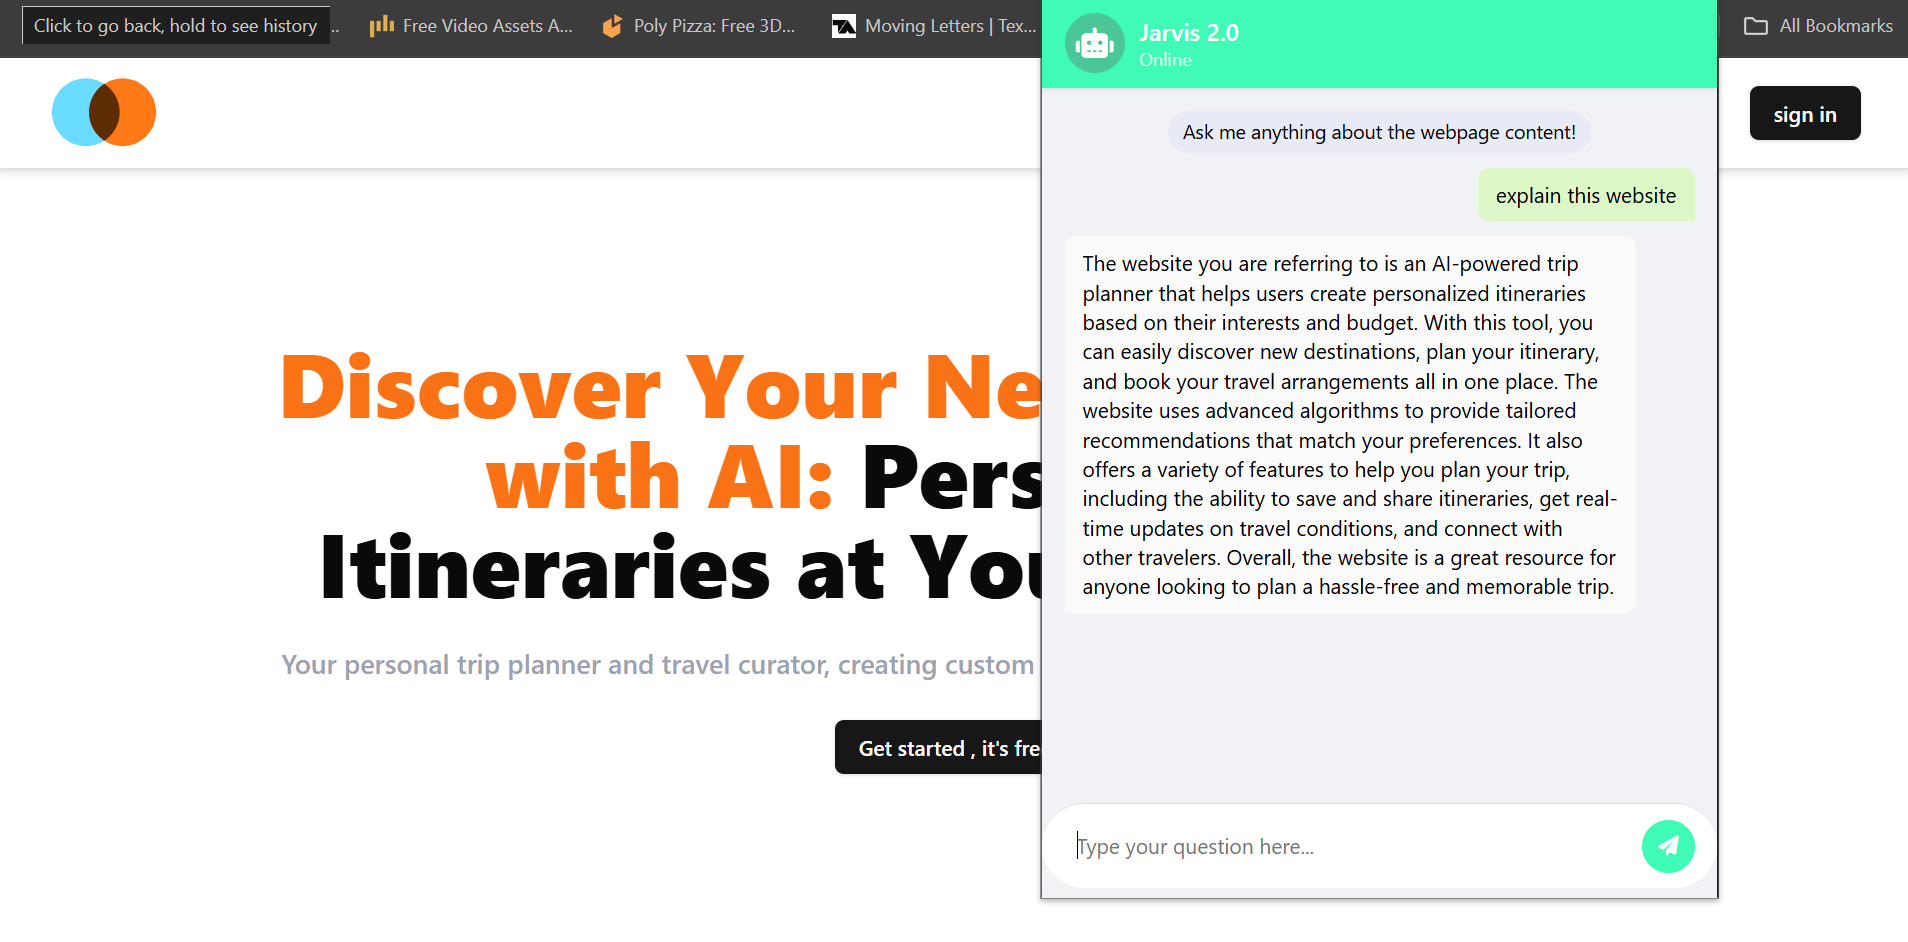 Click to go back, hold to see history
..
Free Video Assets A...
Poly Pizza: Free 3D...
Moving Letters | Tex...
All Bookmarks
sign in
Discover Your Ne
with AI: Pers
Itineraries at You
Your personal trip planner and travel curator, creating custom
Get started , it's fre
Jarvis 2.0
Online
Ask me anything about the webpage content!
explain this website
The website you are referring to is an AI-powered trip
planner that helps users create personalized itineraries
based on their interests and budget. With this tool, you
can easily discover new destinations, plan your itinerary,
and book your travel arrangements all in one place. The
website uses advanced algorithms to provide tailored
recommendations that match your preferences. It also
offers a variety of features to help you plan your trip,
including the ability to save and share itineraries, get real-
time updates on travel conditions, and connect with
other travelers. Overall, the website is a great resource for
anyone looking to plan a hassle-free and memorable trip.
Type your question here...